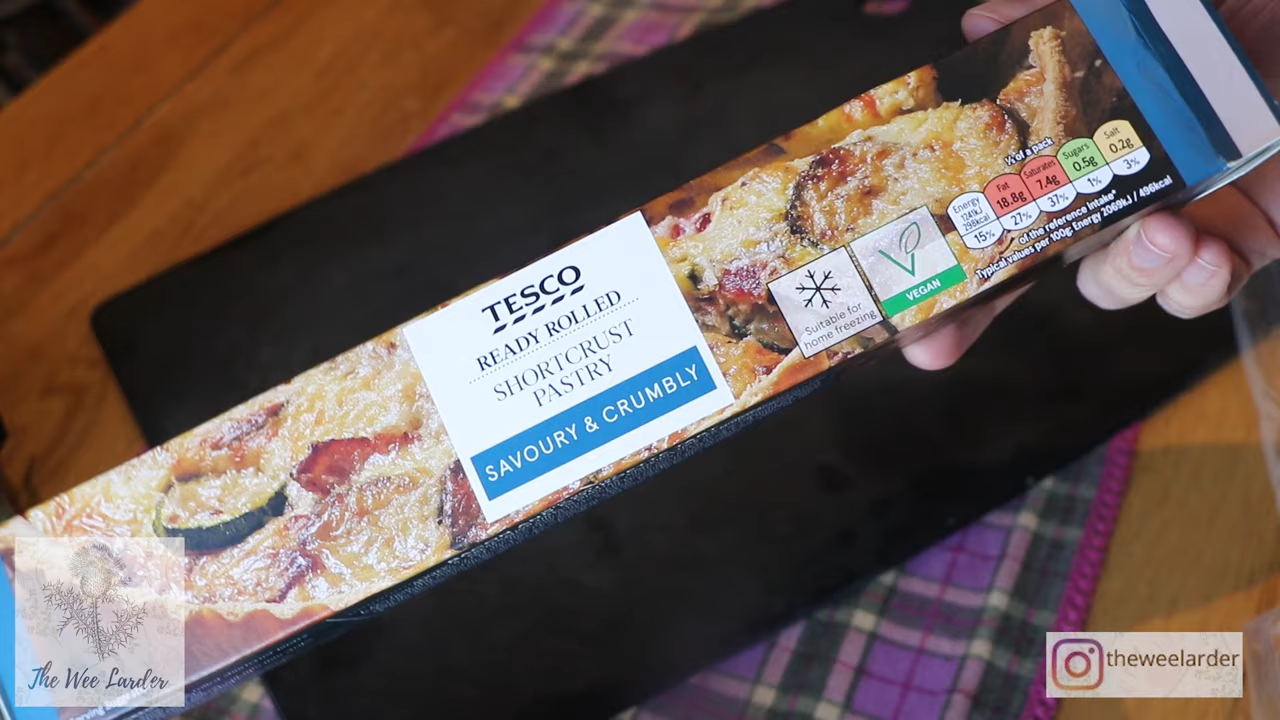 TESCO
READY ROLLED
SHORTCRUST
PASTRY
SAVOURY & CRUMBLY
Suitable for
home freezing
VEGAN
⅙ of a pack
Energy
1241kJ
298kcal
15%
Fat
18.8g
27%
Saturates
7.4g
37%
Sugars
0.5g
1%
Salt
0.2g
3%
of the reference intake*
Typical values per 100g: Energy 2069kJ / 496kcal
The Wee Larder
theweelarder